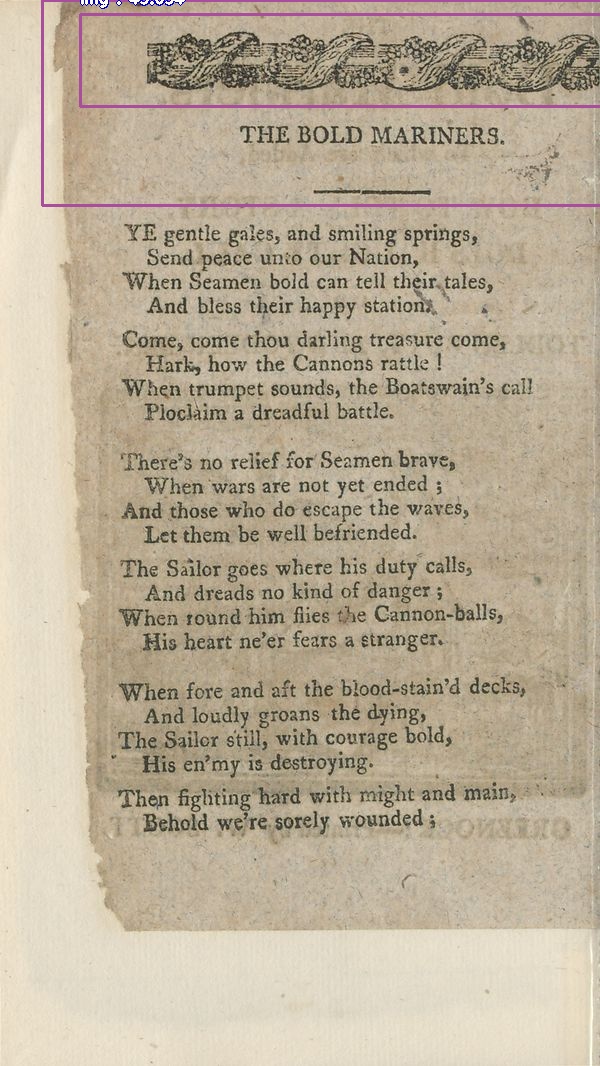 THE BOLD MARINERS.
YE gentle gales, and smiling springs,
Send peace unto our Nation,
When Seamen bold can tell their tales,
And bless their happy station.
Come, come thou darling treasure come,
Hark, how the Cannons rattle !
When trumpet sounds, the Boatswain's call
Ploclaim a dreadful battle.
There's no relief for Seamen brave,
When wars are not yet ended ;
And those who do escape the waves,
Let them be well befriended.
The Sailor goes where his duty calls,
And dreads no kind of danger ;
When round him flies the Cannon-balls,
His heart ne'er fears a stranger.
When fore and aft the blood-stain'd decks,
And loudly groans the dying,
The Sailor still, with courage bold,
His en'my is destroying.
Then fighting hard with might and main,
Behold we're sorely wounded ;